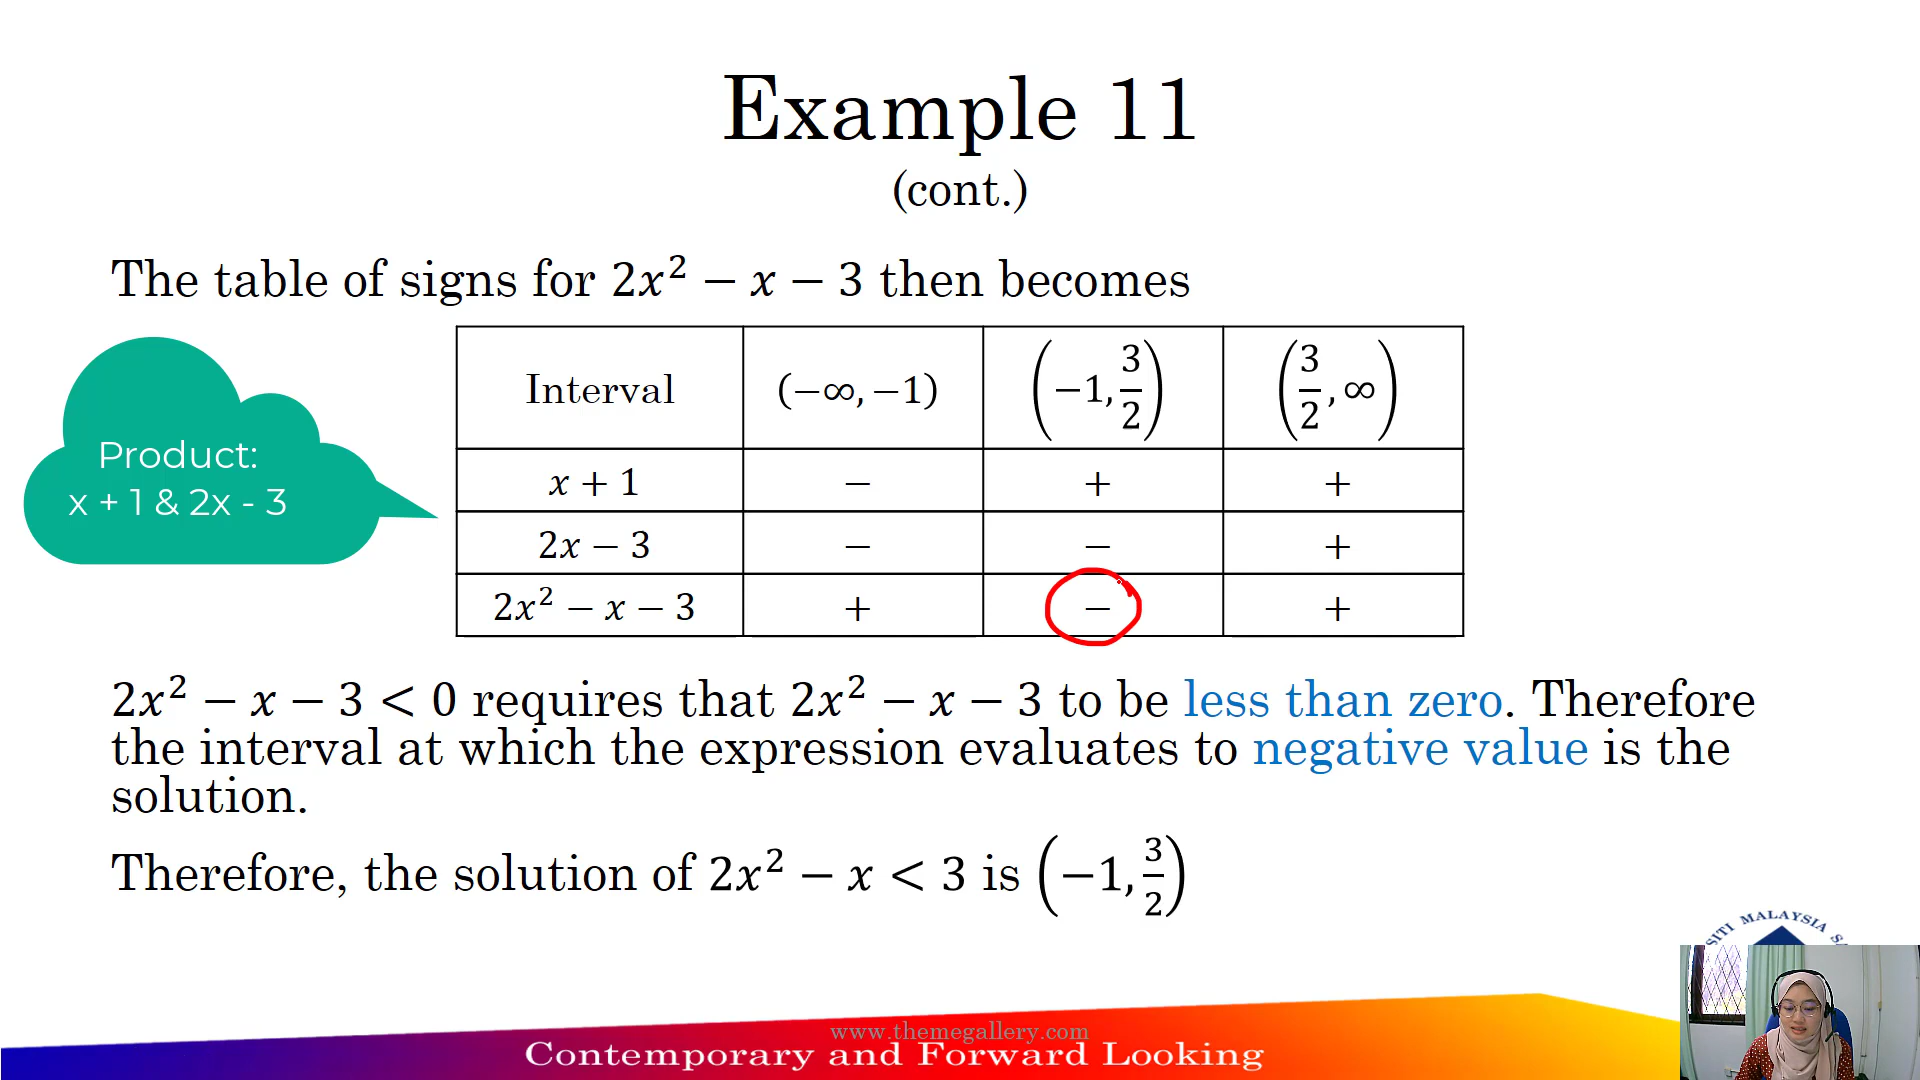 Example 11
(cont.)
The table of signs for 2x² − x − 3 then becomes
Product:
x + 1 & 2x - 3
Interval (−∞, −1) (−1, 3/2) (3/2, ∞)
x + 1 − + +
2x − 3 − − +
2x² − x − 3 + − +
2x² − x − 3 < 0 requires that 2x² − x − 3 to be less than zero. Therefore
the interval at which the expression evaluates to negative value is the
solution.
Therefore, the solution of 2x² − x < 3 is (−1, 3/2)
MALAYSIA
www.themegallery.com
Contemporary and Forward Looking